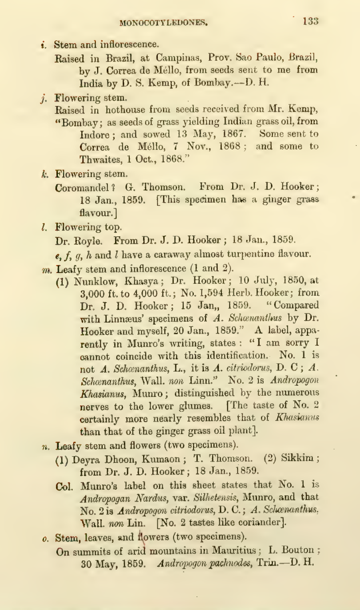 MONOCOTYLEDONES. 133
i. Stem and inflorescence.
Raised in Brazil, at Campinas, Prov. Sao Paulo, Brazil,
by J. Correa de Méllo, from seeds sent to me from
India by D. S. Kemp, of Bombay.—D. H.
j. Flowering stem.
Raised in hothouse from seeds received from Mr. Kemp,
"Bombay; as seeds of grass yielding Indian grass oil, from
Indore; and sowed 13 May, 1867. Some sent to
Correa de Méllo, 7 Nov., 1868; and some to
Thwaites, 1 Oct., 1868."
k. Flowering stem.
Coromandel? G. Thomson. From Dr. J. D. Hooker;
18 Jan., 1859. [This specimen has a ginger grass
flavour.]
l. Flowering top.
Dr. Royle. From Dr. J. D. Hooker; 18 Jan., 1859.
e, f, g, h and l have a caraway almost turpentine flavour.
m. Leafy stem and inflorescence (1 and 2).
(1) Nunklow, Khasya; Dr. Hooker; 10 July, 1850, at
3,000 ft. to 4,000 ft.; No. 1,594 Herb. Hooker; from
Dr. J. D. Hooker; 15 Jan,, 1859. "Compared
with Linnæus' specimens of A. Schœnanthus by Dr.
Hooker and myself, 20 Jan., 1859." A label, appa-
rently in Munro's writing, states: "I am sorry I
cannot coincide with this identification. No. 1 is
not A. Schœnanthus, L., it is A. citriodorus, D. C; A.
Schœnanthus, Wall. non Linn." No. 2 is Andropogon
Khasianus, Munro; distinguished by the numerous
nerves to the lower glumes. [The taste of No. 2
certainly more nearly resembles that of Khasianus
than that of the ginger grass oil plant].
n. Leafy stem and flowers (two specimens).
(1) Deyra Dhoon, Kumaon; T. Thomson. (2) Sikkim;
from Dr. J. D. Hooker; 18 Jan., 1859.
Col. Munro's label on this sheet states that No. 1 is
Andropogan Nardus, var. Silhetensis, Munro, and that
No. 2 is Andropogon citriodorus, D. C.; A. Schœnanthus,
Wall. non Lin. [No. 2 tastes like coriander].
o. Stem, leaves, and flowers (two specimens).
On summits of arid mountains in Mauritius; L. Bouton;
30 May, 1859. Andropogon pachnodes, Trin.—D. H.